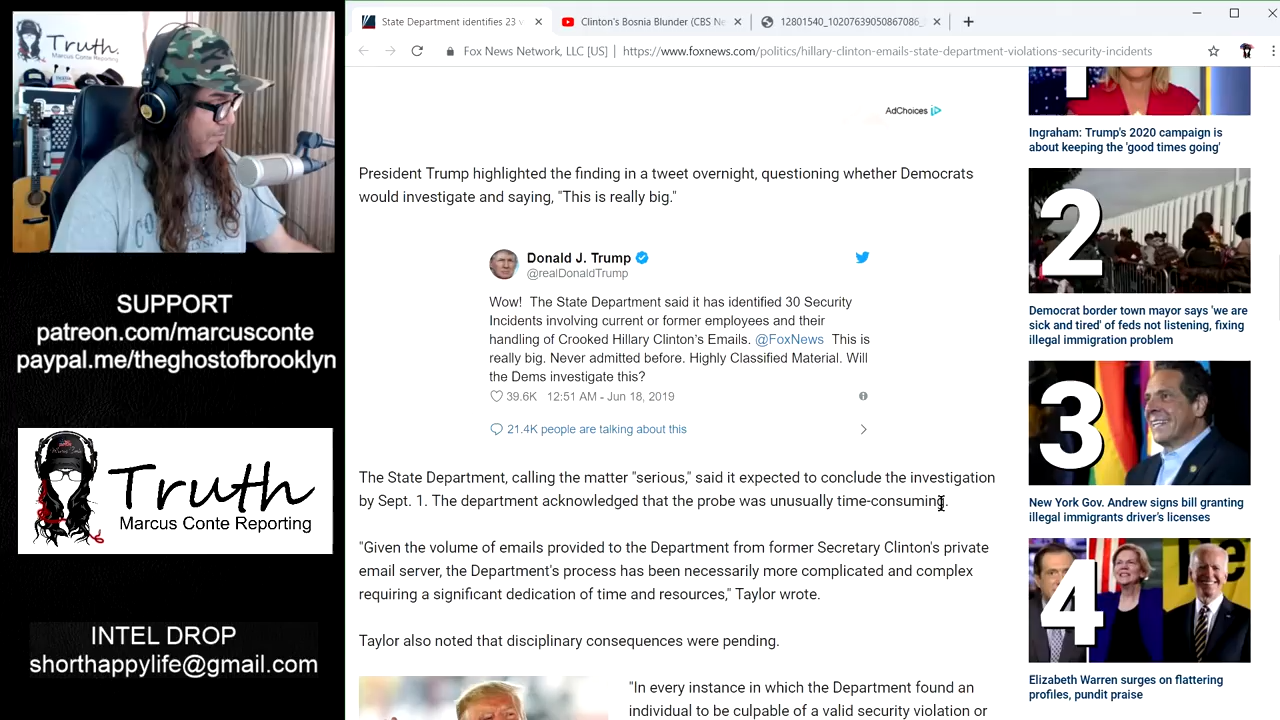 Truth.
Marcus Conte Reporting
SUPPORT
patreon.com/marcusconte
paypal.me/theghostofbrooklyn
Truth
Marcus Conte Reporting
INTEL DROP
shorthappylife@gmail.com
State Department identifies 23 v
Clinton's Bosnia Blunder (CBS Ne
12801540_10207639050867086_
Fox News Network, LLC [US]
https://www.foxnews.com/politics/hillary-clinton-emails-state-department-violations-security-incidents
AdChoices
President Trump highlighted the finding in a tweet overnight, questioning whether Democrats
would investigate and saying, "This is really big."
Donald J. Trump
@realDonaldTrump
Wow! The State Department said it has identified 30 Security
Incidents involving current or former employees and their
handling of Crooked Hillary Clinton's Emails. @FoxNews This is
really big. Never admitted before. Highly Classified Material. Will
the Dems investigate this?
39.6K 12:51 AM - Jun 18, 2019
21.4K people are talking about this
The State Department, calling the matter "serious," said it expected to conclude the investigation
by Sept. 1. The department acknowledged that the probe was unusually time-consuming.
"Given the volume of emails provided to the Department from former Secretary Clinton's private
email server, the Department's process has been necessarily more complicated and complex
requiring a significant dedication of time and resources," Taylor wrote.
Taylor also noted that disciplinary consequences were pending.
"In every instance in which the Department found an
individual to be culpable of a valid security violation or
1
Ingraham: Trump's 2020 campaign is
about keeping the 'good times going'
2
Democrat border town mayor says 'we are
sick and tired' of feds not listening, fixing
illegal immigration problem
3
New York Gov. Andrew signs bill granting
illegal immigrants driver's licenses
4
Elizabeth Warren surges on flattering
profiles, pundit praise